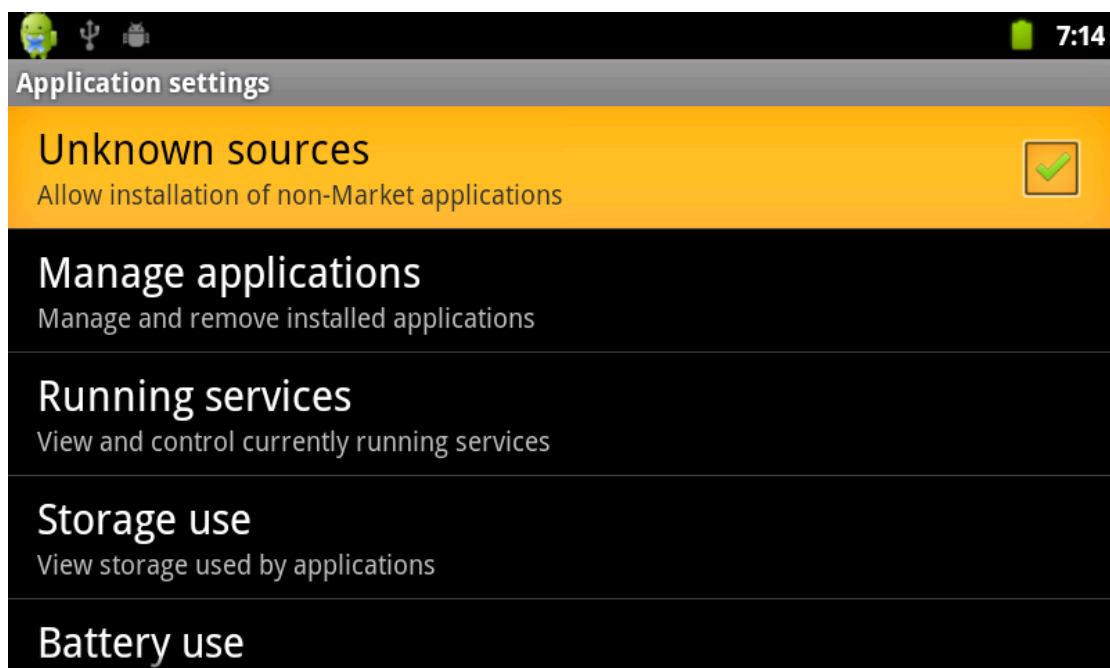 7:14
Application settings
Unknown sources
Allow installation of non-Market applications
Manage applications
Manage and remove installed applications
Running services
View and control currently running services
Storage use
View storage used by applications
Battery use